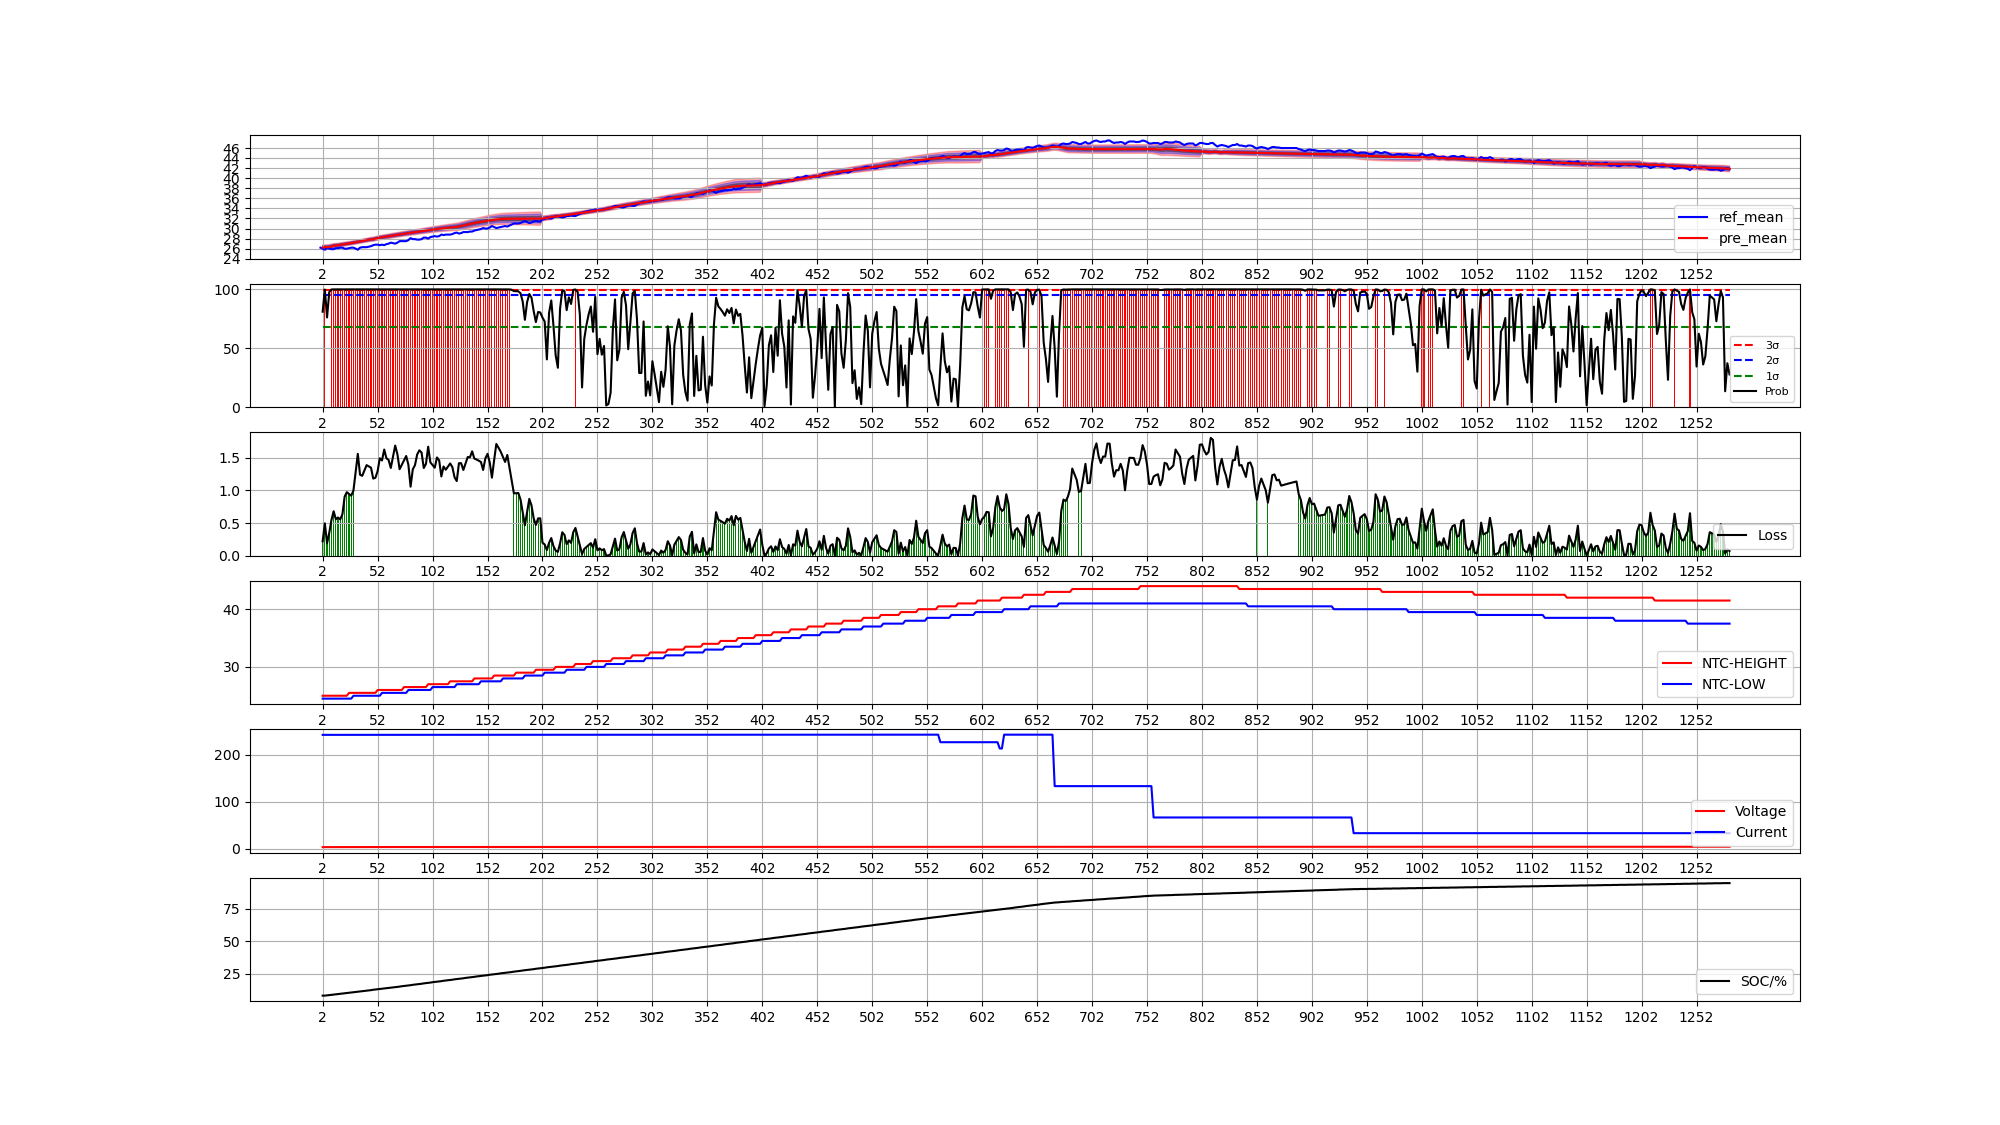 46
44
42
40
38
36
34
32
30
28
26
24
ref_mean
pre_mean
2 52 102 152 202 252 302 352 402 452 502 552 602 652 702 752 802 852 902 952 1002 1052 1102 1152 1202 1252
100
50
0
3σ
2σ
1σ
Prob
2 52 102 152 202 252 302 352 402 452 502 552 602 652 702 752 802 852 902 952 1002 1052 1102 1152 1202 1252
1.5
1.0
0.5
0.0
Loss
2 52 102 152 202 252 302 352 402 452 502 552 602 652 702 752 802 852 902 952 1002 1052 1102 1152 1202 1252
40
30
NTC-HEIGHT
NTC-LOW
2 52 102 152 202 252 302 352 402 452 502 552 602 652 702 752 802 852 902 952 1002 1052 1102 1152 1202 1252
200
100
0
Voltage
Current
2 52 102 152 202 252 302 352 402 452 502 552 602 652 702 752 802 852 902 952 1002 1052 1102 1152 1202 1252
75
50
25
SOC/%
2 52 102 152 202 252 302 352 402 452 502 552 602 652 702 752 802 852 902 952 1002 1052 1102 1152 1202 1252